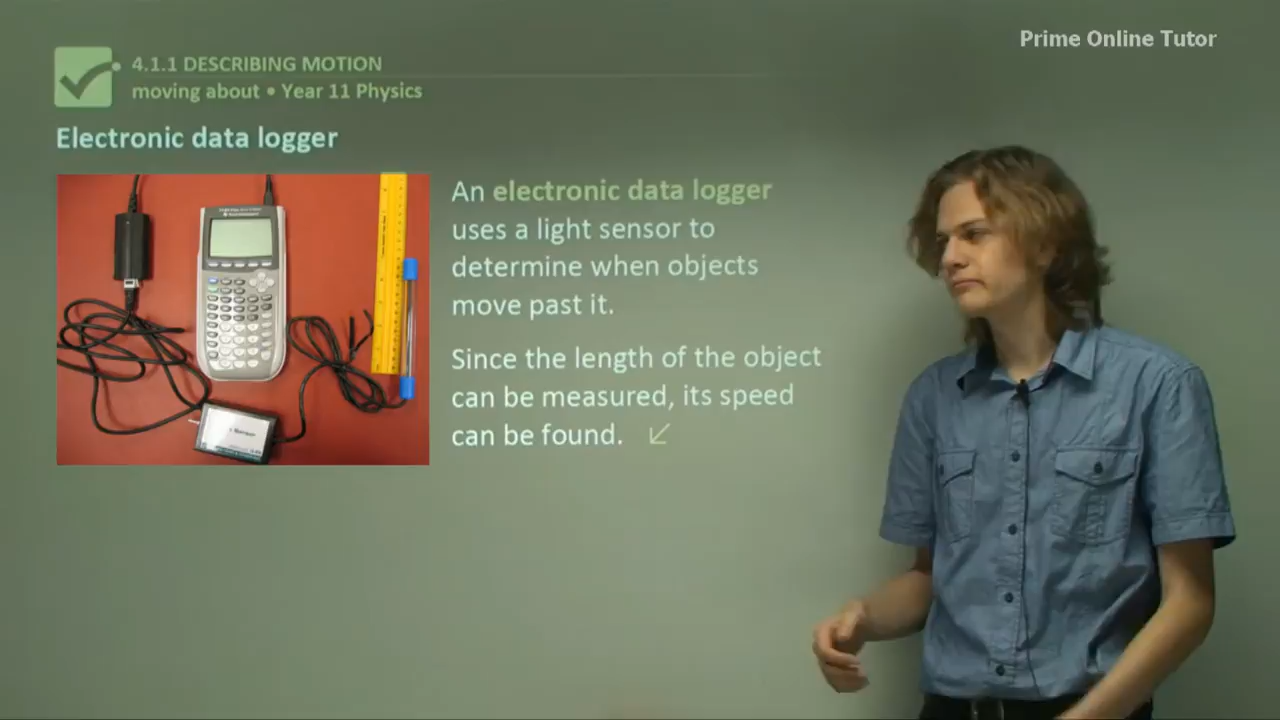 Prime Online Tutor
4.1.1 DESCRIBING MOTION
moving about • Year 11 Physics
Electronic data logger
An electronic data logger
uses a light sensor to
determine when objects
move past it.
Since the length of the object
can be measured, its speed
can be found.